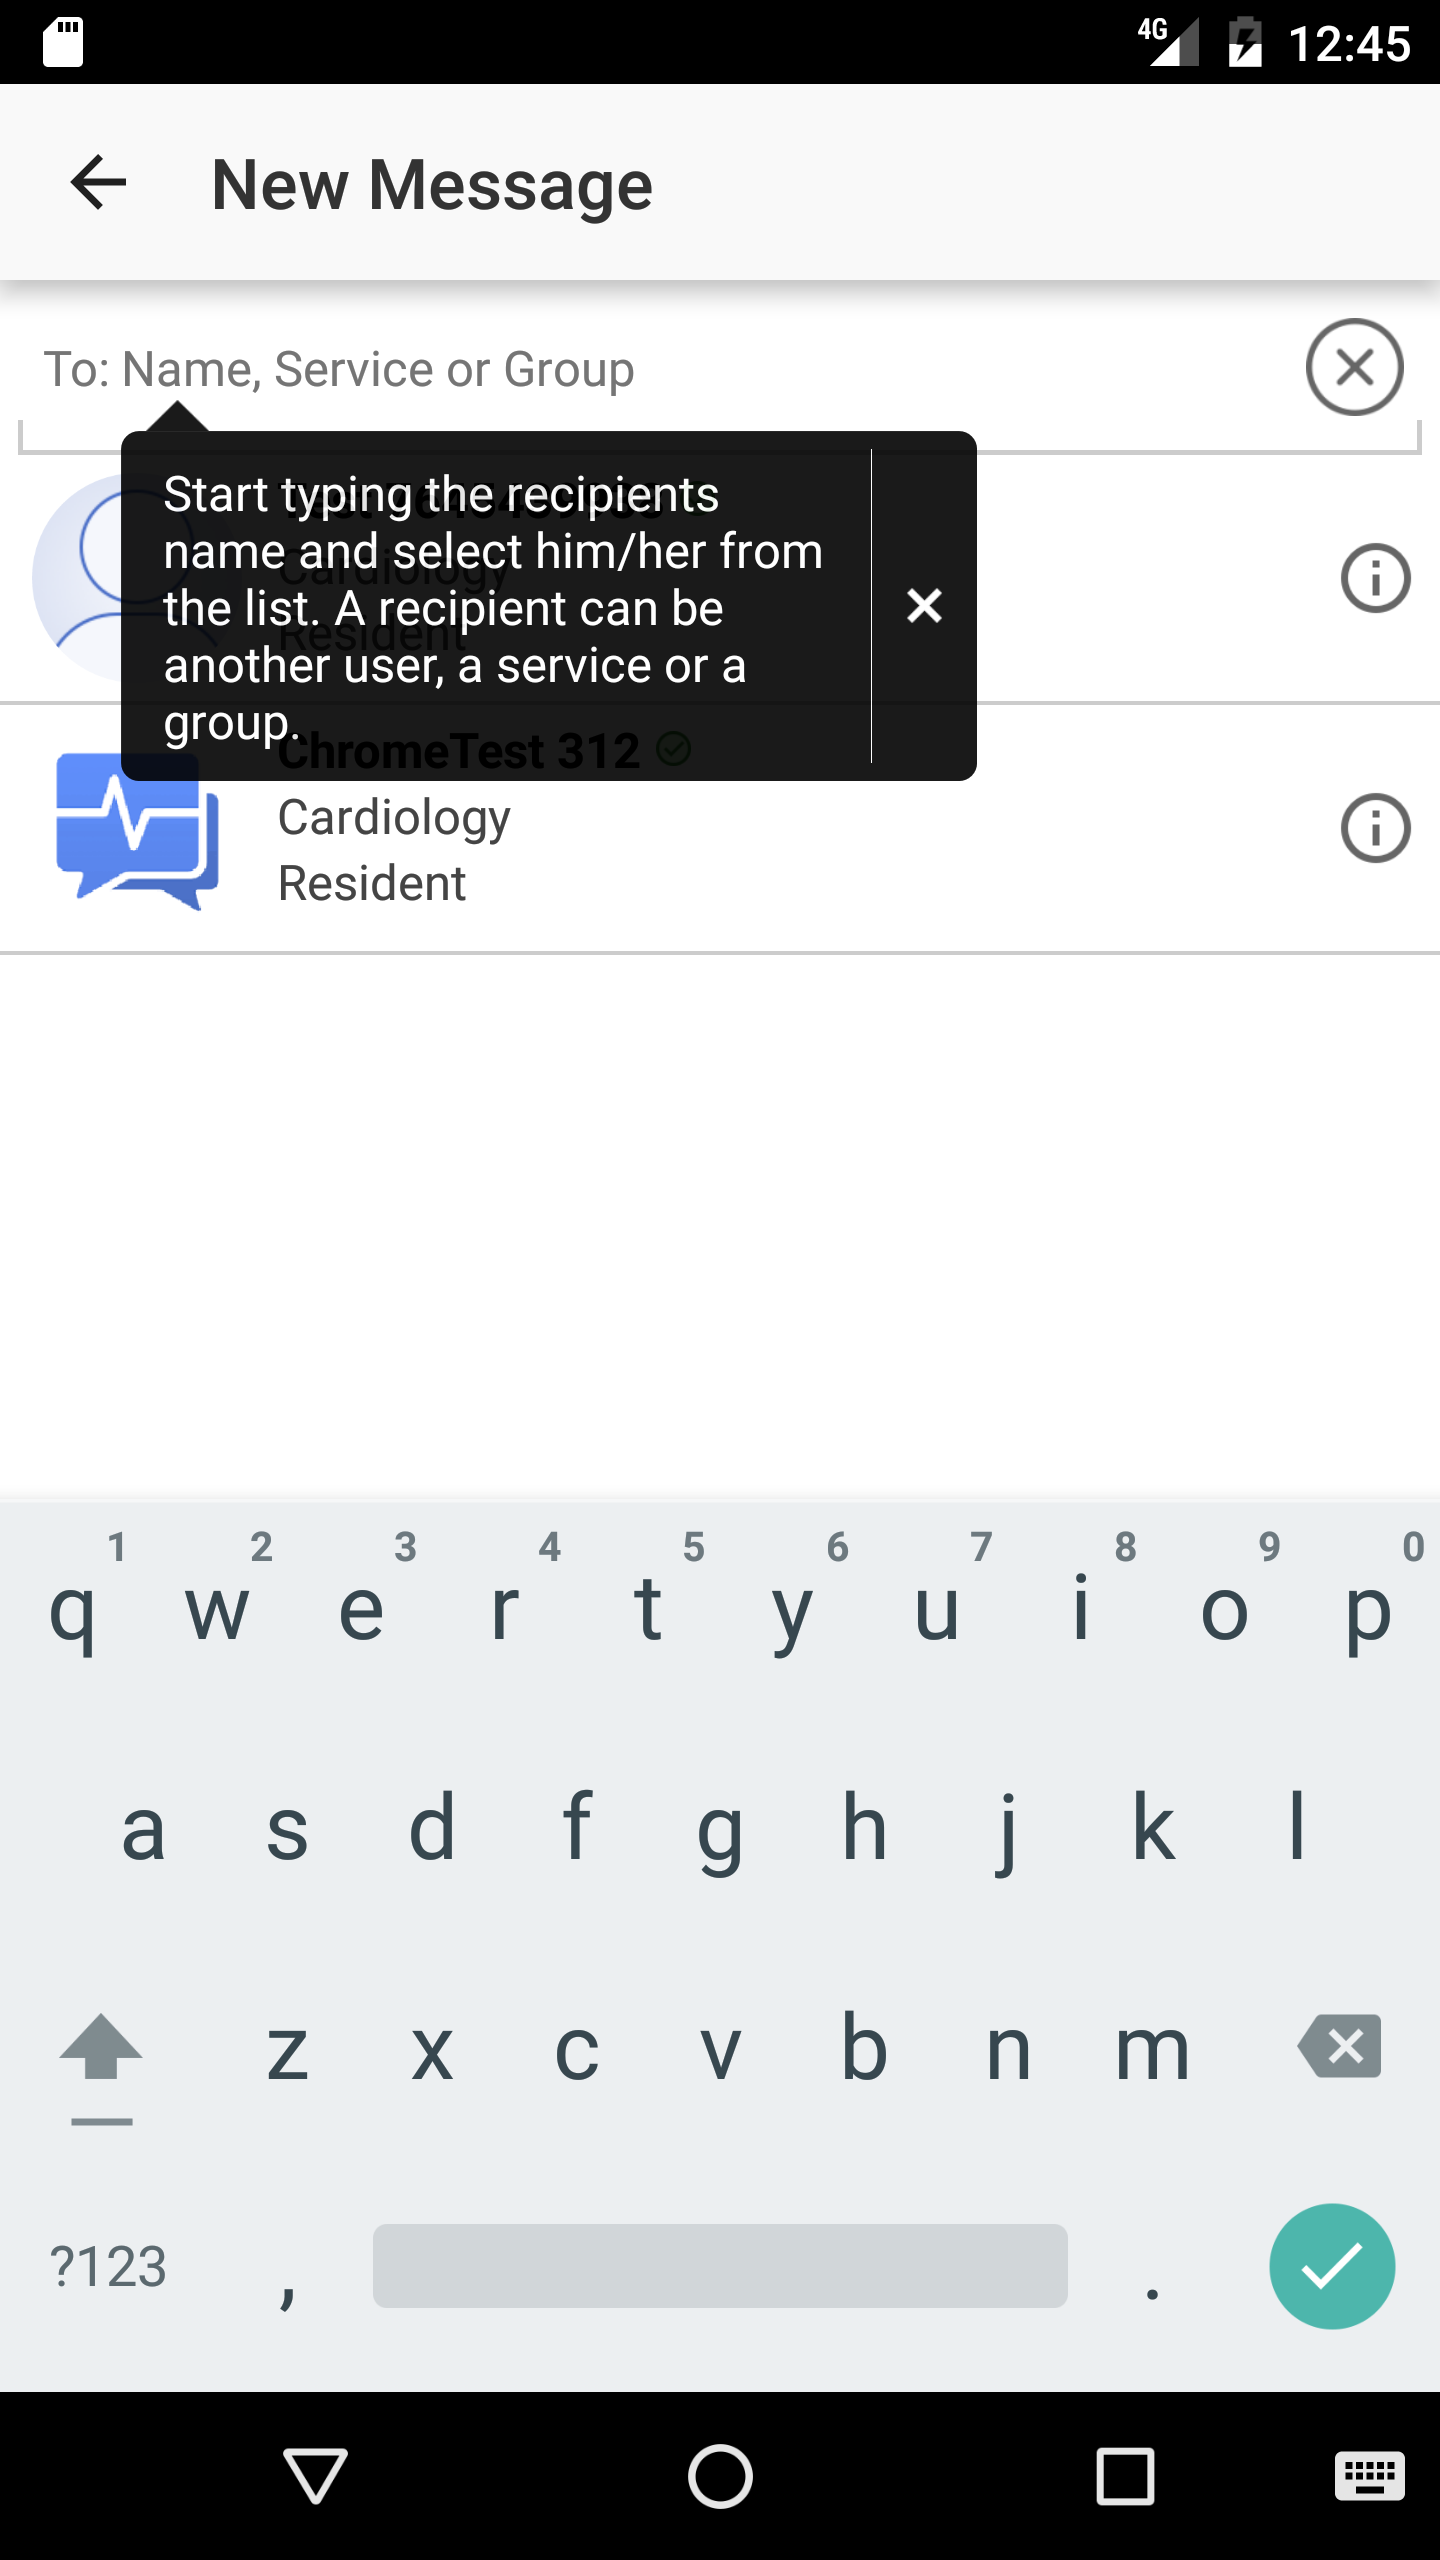 4G 12:45
New Message
To: Name, Service or Group
Start typing the recipients
name and select him/her from
the list. A recipient can be
another user, a service or a
group.
Cardiology
Resident
ChromeTest 312
Cardiology
Resident
1 2 3 4 5 6 7 8 9 0
q w e r t y u i o p
a s d f g h j k l
z x c v b n m
?123 , .